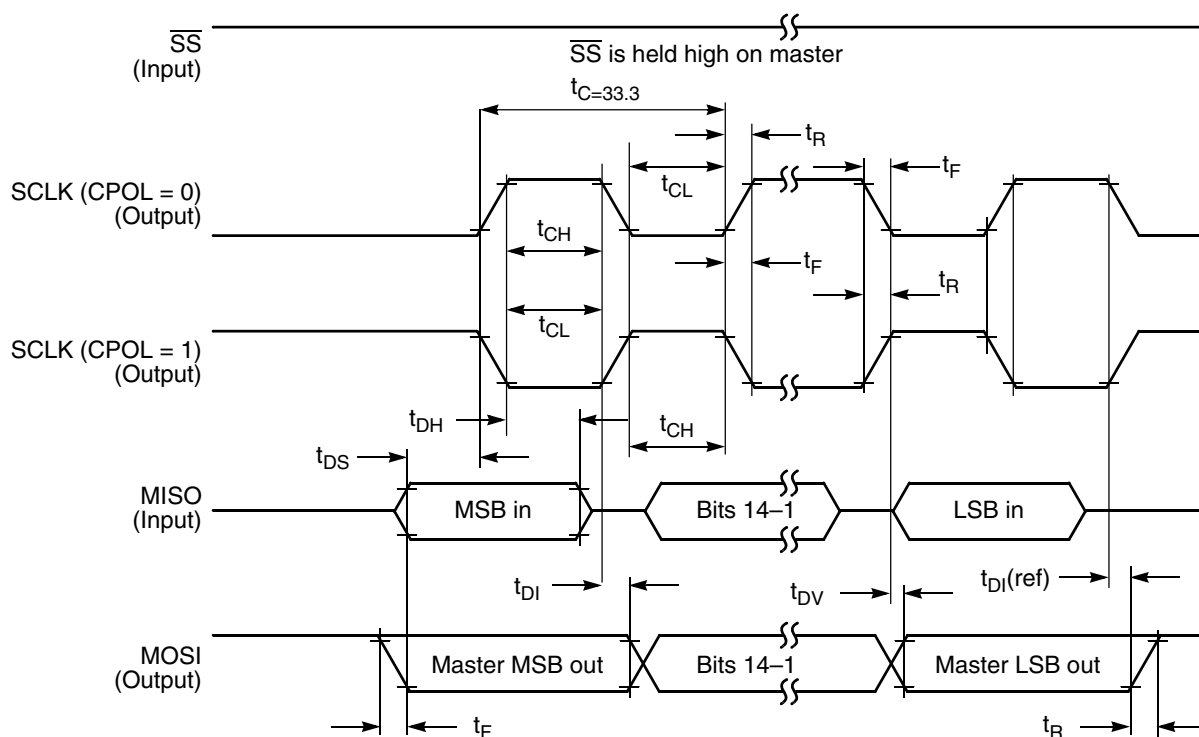 SS
(Input)
SS is held high on master
tC=33.3
tR
tF
SCLK (CPOL = 0)
(Output)
tCL
tCH
tF
tR
tCL
SCLK (CPOL = 1)
(Output)
tDH
tCH
tDS
MISO
(Input)
MSB in
Bits 14–1
LSB in
tDI
tDV
tDI(ref)
MOSI
(Output)
Master MSB out
Bits 14–1
Master LSB out
tF
tR